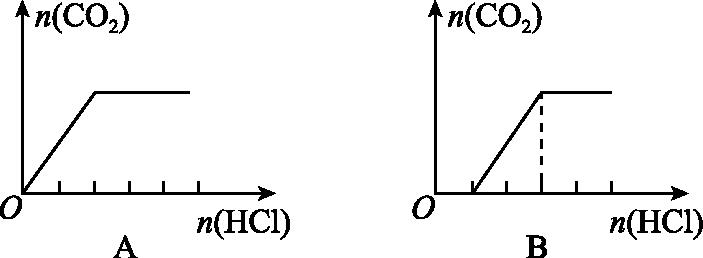 n(CO₂)
O
n(HCl)
A
n(CO₂)
O
n(HCl)
B